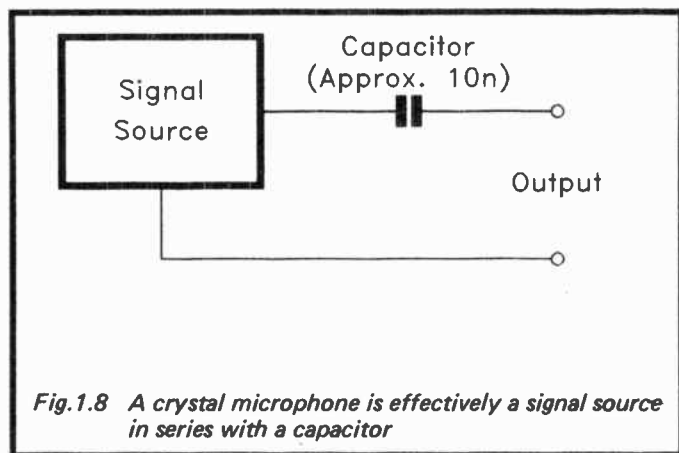 Capacitor
(Approx. 10n)
Signal
Source
Output
Fig.1.8 A crystal microphone is effectively a signal source
in series with a capacitor